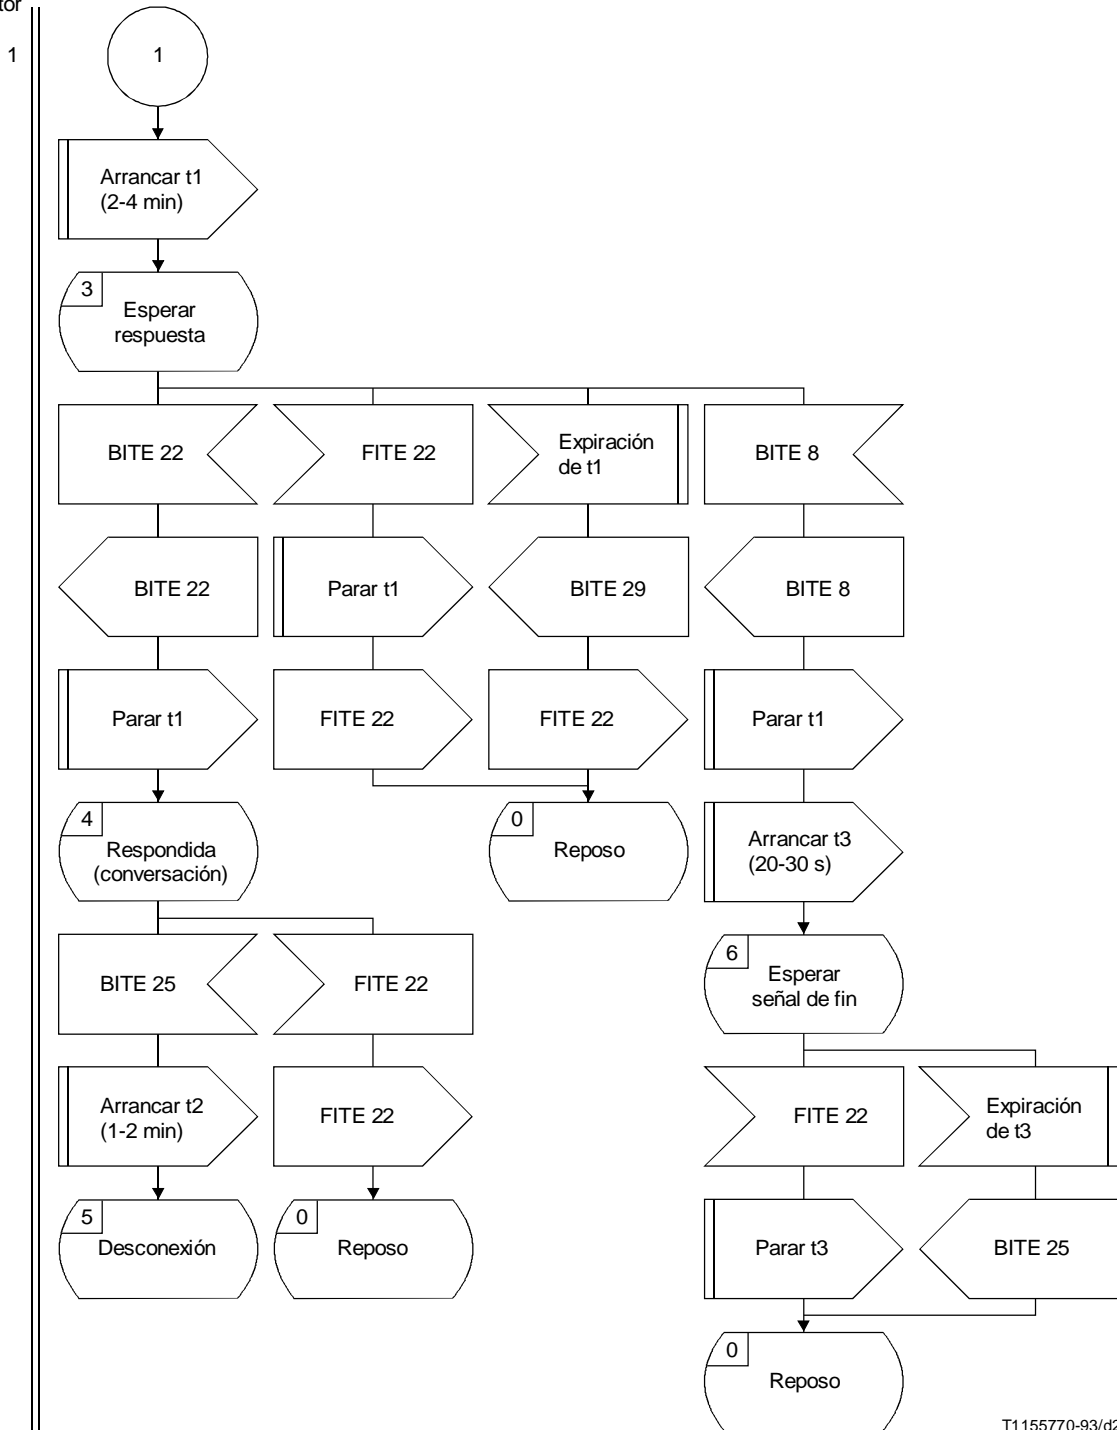 1
1
Arrancar t1
(2-4 min)
3
Esperar
respuesta
BITE 22
FITE 22
Expiración
de t1
BITE 8
BITE 22
Parar t1
BITE 29
BITE 8
Parar t1
FITE 22
FITE 22
Parar t1
4
Respondida
(conversación)
0
Reposo
Arrancar t3
(20-30 s)
BITE 25
FITE 22
6
Esperar
señal de fin
Arrancar t2
(1-2 min)
FITE 22
FITE 22
Expiración
de t3
5
Desconexión
0
Reposo
Parar t3
BITE 25
0
Reposo
T1155770-93/d2